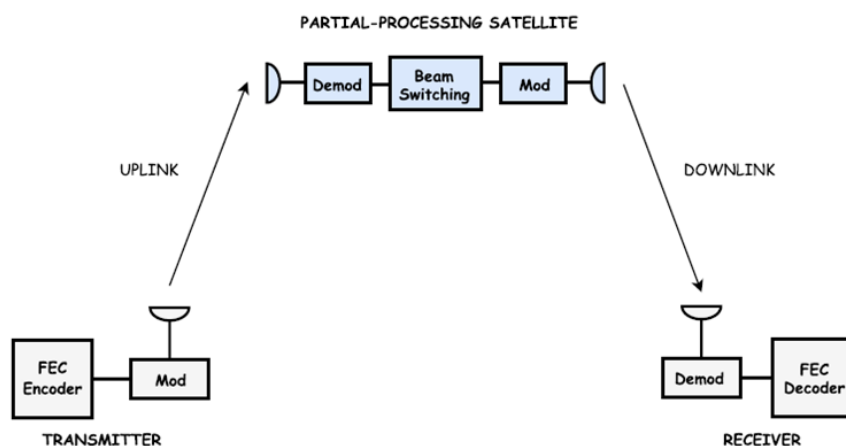 PARTIAL-PROCESSING SATELLITE
Demod
Beam
Switching
Mod
UPLINK
DOWNLINK
FEC
Encoder
Mod
Demod
FEC
Decoder
TRANSMITTER
RECEIVER